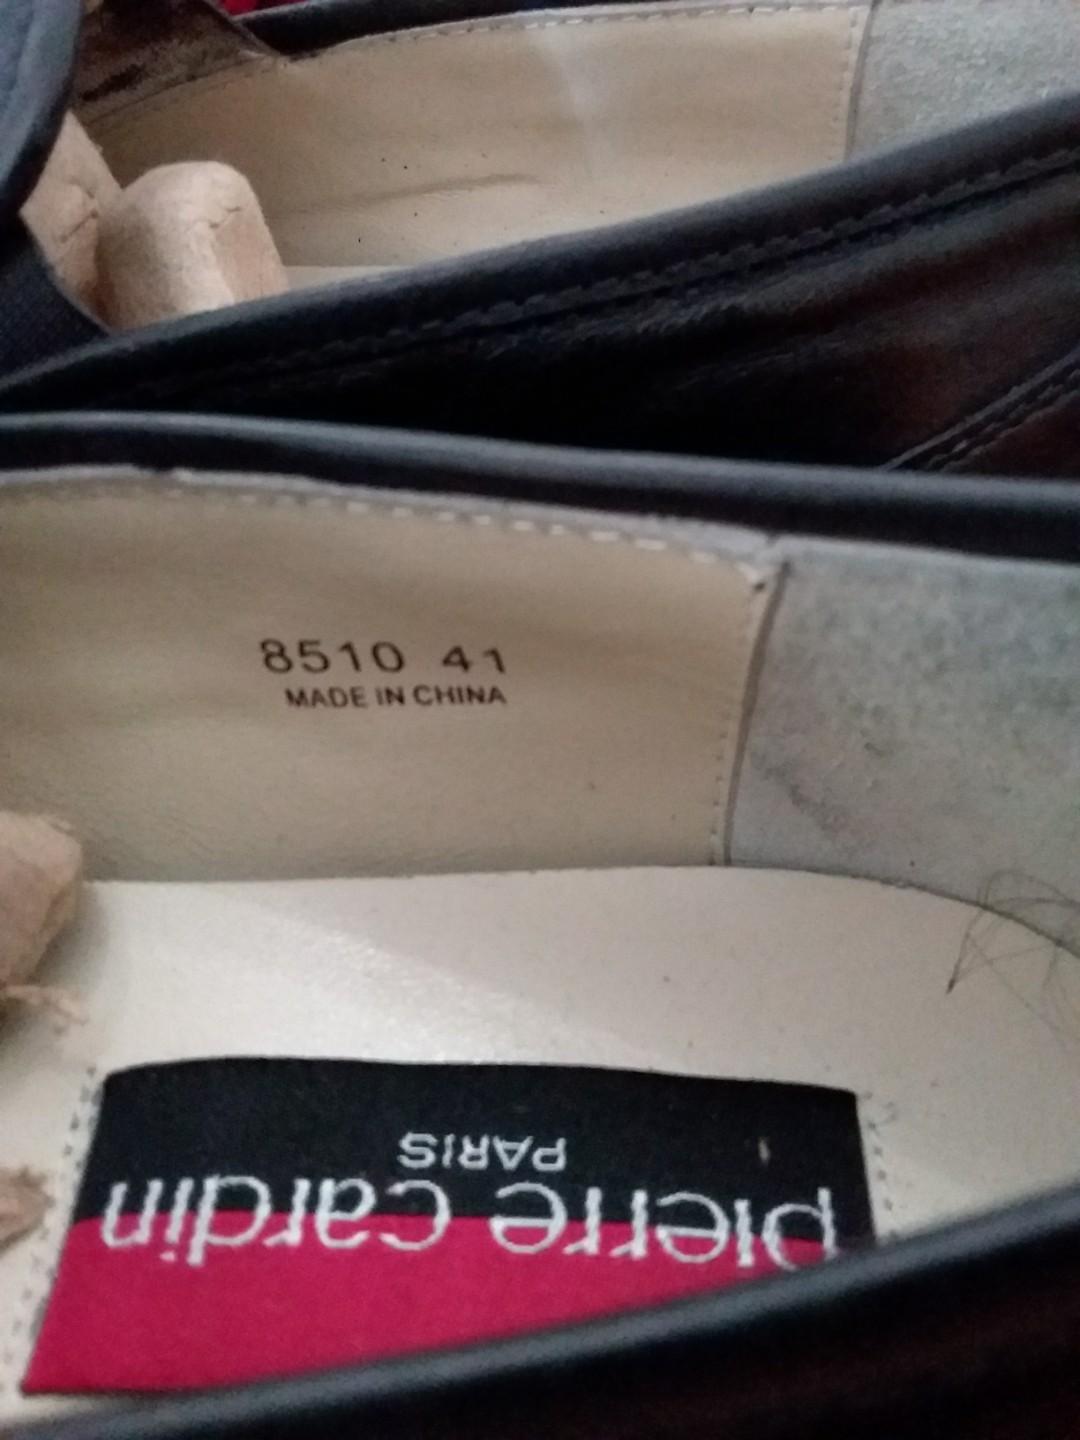 8510 41
MADE IN CHINA
pierre cardin
PARIS